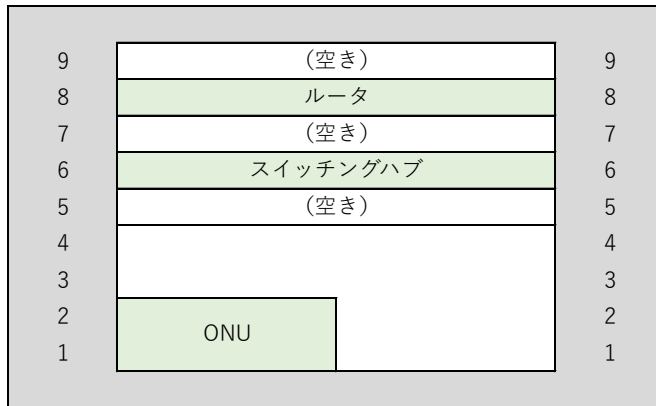 9 (空き) 9
8 ルータ 8
7 (空き) 7
6 スイッチングハブ 6
5 (空き) 5
4 4
3 3
2 2
ONU
1 1